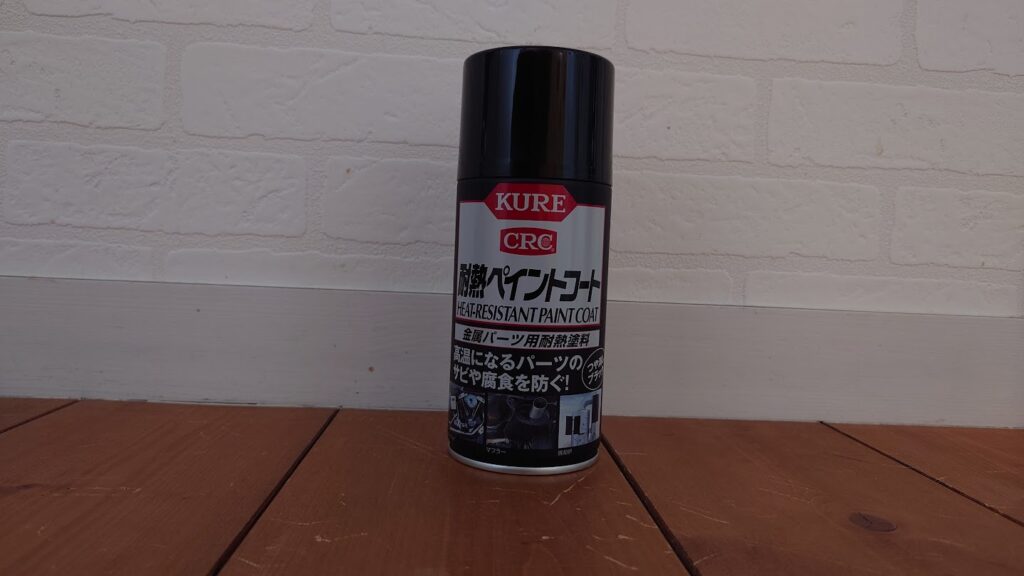 KURE
CRC
耐熱ペイントコート
HEAT-RESISTANT PAINT COAT
金属パーツ用耐熱塗料
高温になるパーツの
サビや腐食を防ぐ!
マフラー